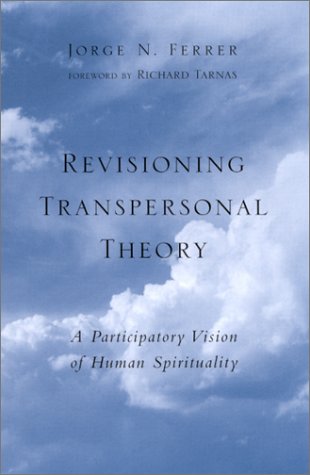 JORGE N. FERRER
FOREWORD BY RICHARD TARNAS
REVISIONING
TRANSPERSONAL
THEORY
A Participatory Vision
of Human Spirituality